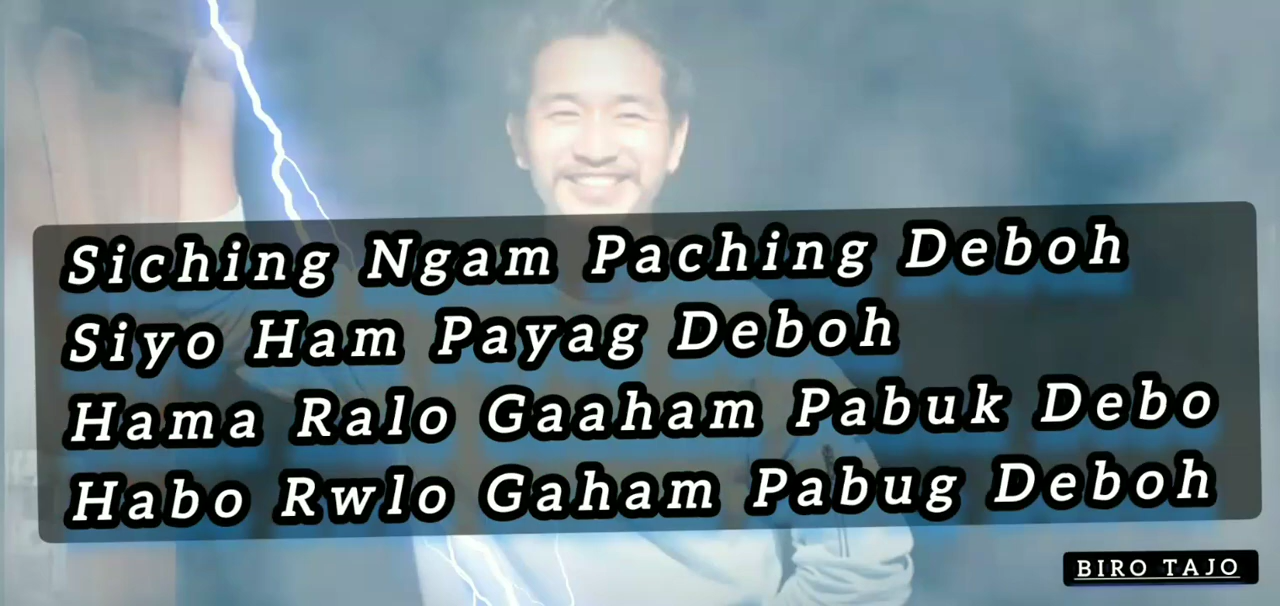 Siching Ngam Paching Deboh
Siyo Ham Payag Deboh
Hama Ralo Gaaham Pabuk Debo
Habo Rwlo Gaham Pabug Deboh
BIRO TAJO